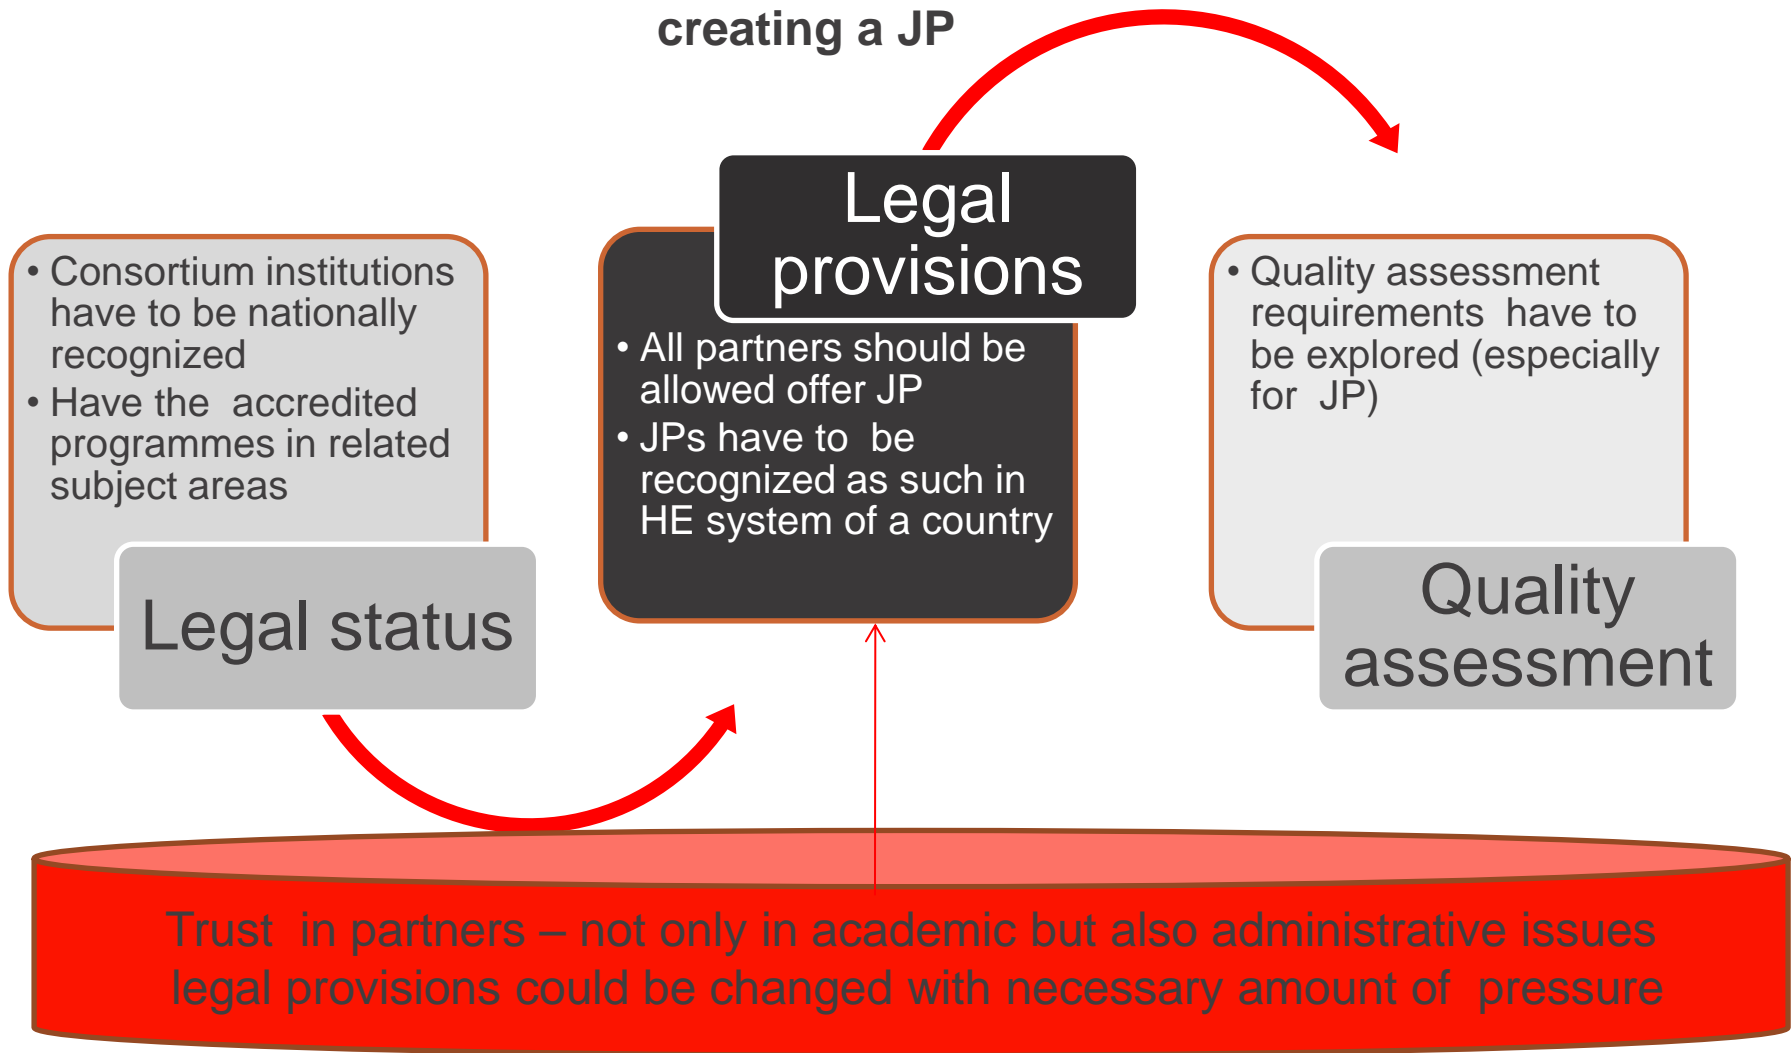 creating a JP
• Consortium institutions
have to be nationally
recognized
• Have the accredited
programmes in related
subject areas
Legal status
Legal
provisions
• All partners should be
allowed offer JP
• JPs have to be
recognized as such in
HE system of a country
• Quality assessment
requirements have to
be explored (especially
for JP)
Quality
assessment
Trust in partners – not only in academic but also administrative issues
legal provisions could be changed with necessary amount of pressure